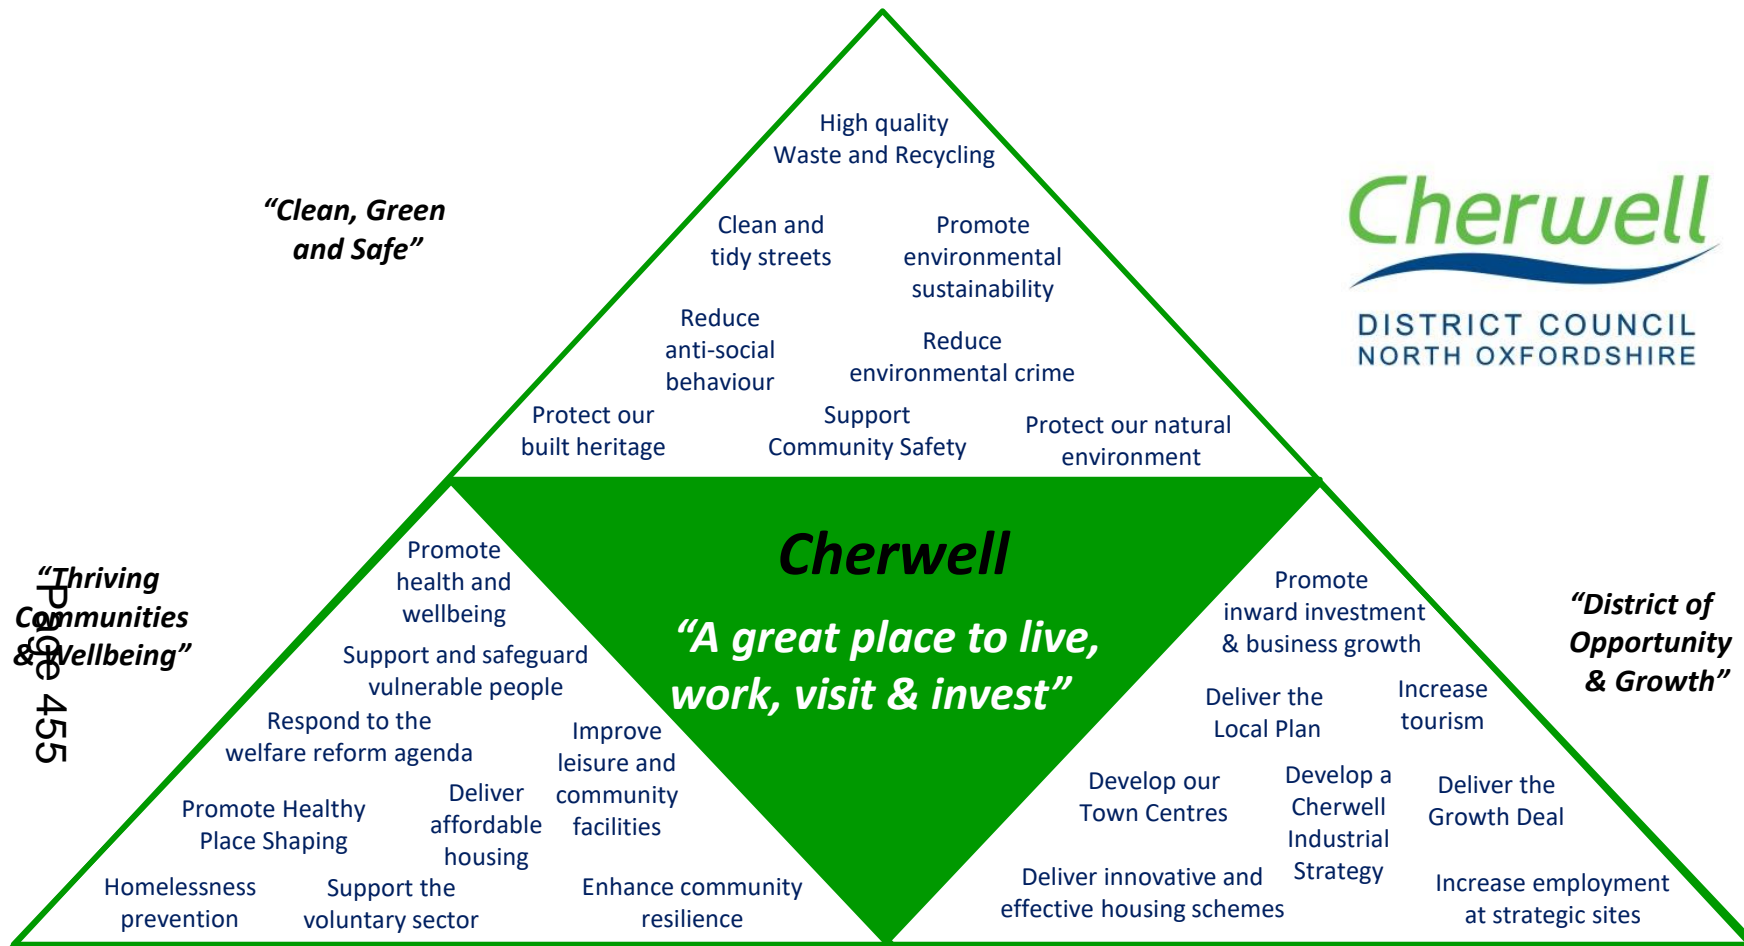 High quality
Waste and Recycling
“Clean, Green
and Safe”
Clean and
tidy streets
Promote
environmental
sustainability
Reduce
anti-social
behaviour
Reduce
environmental crime
Protect our
built heritage
Support
Community Safety
Protect our natural
environment
Cherwell
DISTRICT COUNCIL
NORTH OXFORDSHIRE
Cherwell
“A great place to live,
work, visit & invest”
“Thriving
Communities
& Wellbeing”
Page 455
Promote
health and
wellbeing
Support and safeguard
vulnerable people
Respond to the
welfare reform agenda
Improve
leisure and
community
facilities
Promote Healthy
Place Shaping
Deliver
affordable
housing
Homelessness
prevention
Support the
voluntary sector
Enhance community
resilience
Promote
inward investment
& business growth
“District of
Opportunity
& Growth”
Deliver the
Local Plan
Increase
tourism
Develop our
Town Centres
Develop a
Cherwell
Industrial
Strategy
Deliver the
Growth Deal
Deliver innovative and
effective housing schemes
Increase employment
at strategic sites